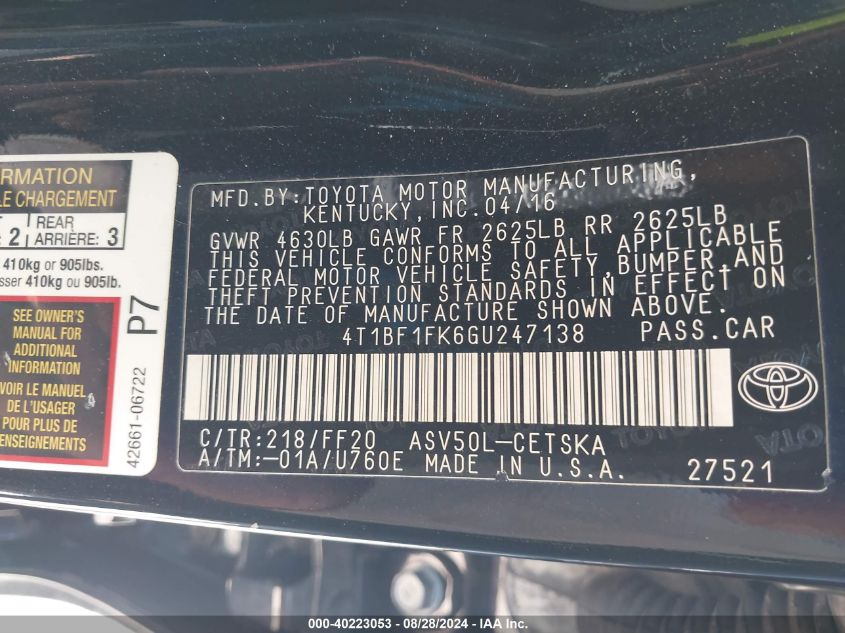 RMATION
LE CHARGEMENT
: 2 REAR
ARRIÈRE: 3
410kg or 905lbs.
sser 410kg ou 905lb.
SEE OWNER'S
MANUAL FOR
ADDITIONAL
INFORMATION
VOIR LE MANUEL
DE L'USAGER
POUR PLUS DE
RENSEIGNEMENTS
P7
42661-06722
MFD.BY:TOYOTA MOTOR MANUFACTURING,
KENTUCKY,INC.04/16
GVWR 4630LB GAWR FR 2625LB RR 2625LB
THIS VEHICLE CONFORMS TO ALL APPLICABLE
FEDERAL MOTOR VEHICLE SAFETY,BUMPER,AND
THEFT PREVENTION STANDARDS IN EFFECT ON
THE DATE OF MANUFACTURE SHOWN ABOVE.
4T1BF1FK6GU247138 PASS.CAR
C/TR:218/FF20 ASV50L-CETSKA
A/TM:-01A/U760E MADE IN U.S.A. 27521
000-40223053 - 08/28/2024 - IAA Inc.